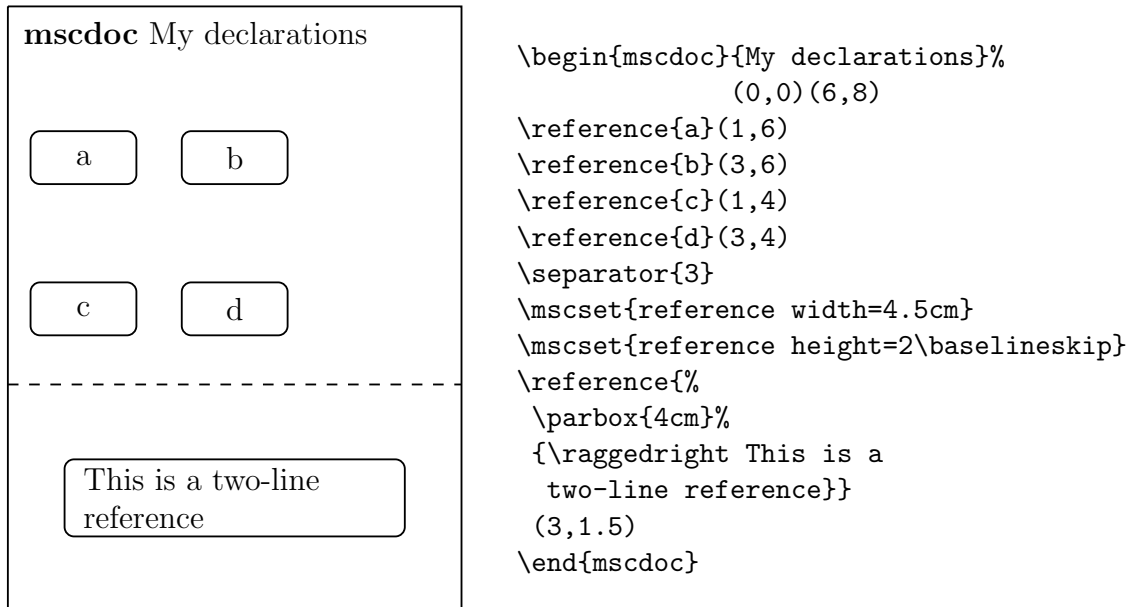 mscdoc My declarations
a b
c d
This is a two-line
reference
\begin{mscdoc}{My declarations}%
              (0,0)(6,8)
\reference{a}(1,6)
\reference{b}(3,6)
\reference{c}(1,4)
\reference{d}(3,4)
\separator{3}
\mscset{reference width=4.5cm}
\mscset{reference height=2\baselineskip}
\reference{%
 \parbox{4cm}%
 {\raggedright This is a
  two-line reference}}
 (3,1.5)
\end{mscdoc}